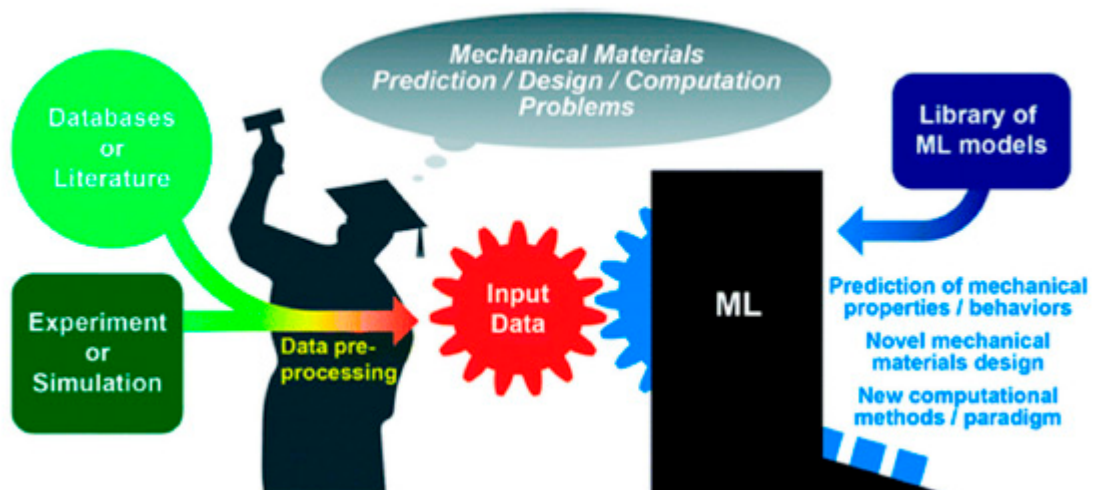 Mechanical Materials
Prediction / Design / Computation
Problems
Databases
or
Literature
Library of
ML models
Experiment
or
Simulation
Data pre-
processing
Input
Data
ML
Prediction of mechanical
properties / behaviors
Novel mechanical
materials design
New computational
methods / paradigm